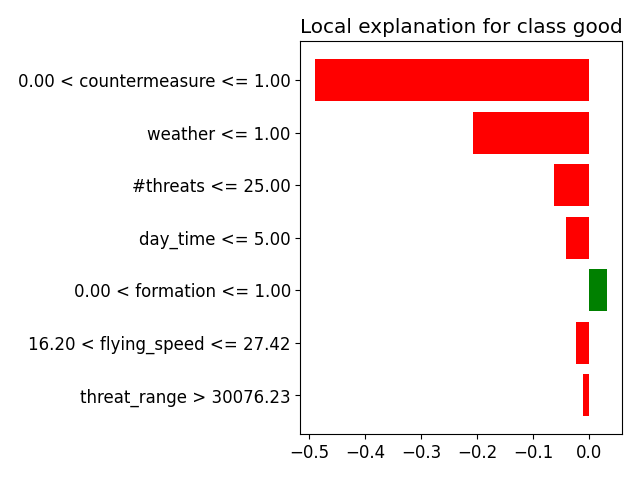 Local explanation for class good
0.00 < countermeasure <= 1.00
weather <= 1.00
#threats <= 25.00
day_time <= 5.00
0.00 < formation <= 1.00
16.20 < flying_speed <= 27.42
threat_range > 30076.23
−0.5 −0.4 −0.3 −0.2 −0.1 0.0